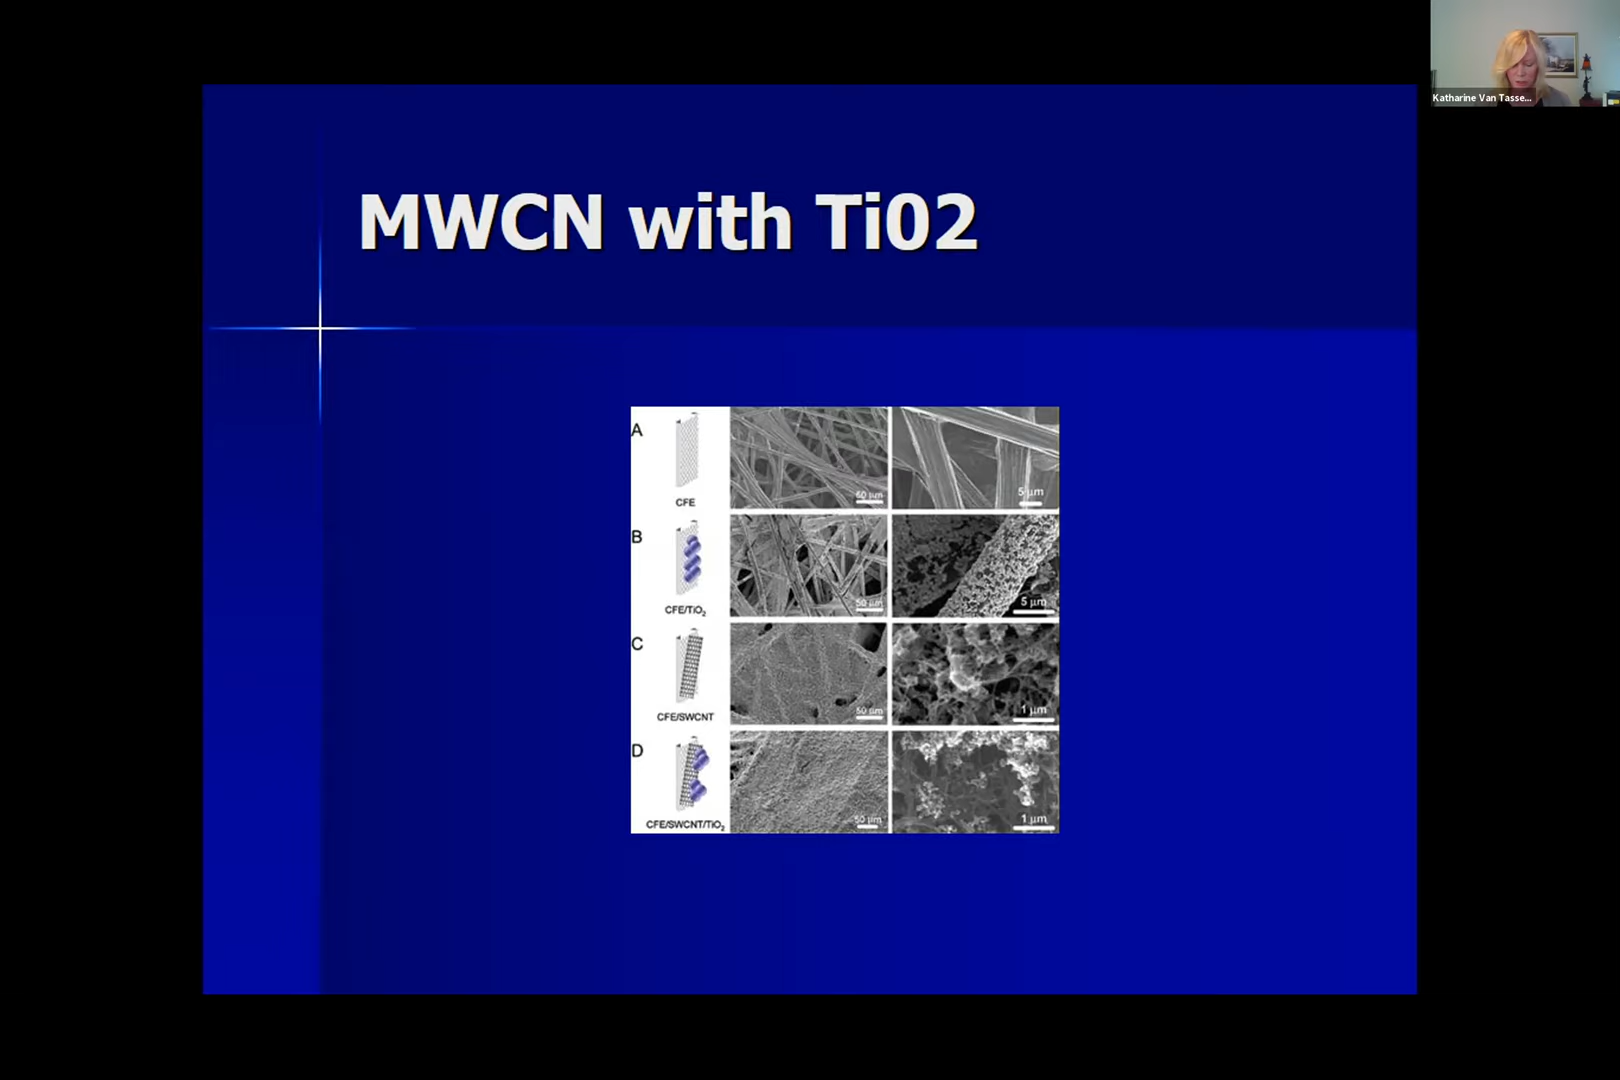 Katharine Van Tasse...
MWCN with Ti02
A
CFE
50 μm
5 μm
B
CFE/TiO₂
50 μm
5 μm
C
CFE/SWCNT
50 μm
1 μm
D
CFE/SWCNT/TiO₂
50 μm
1 μm